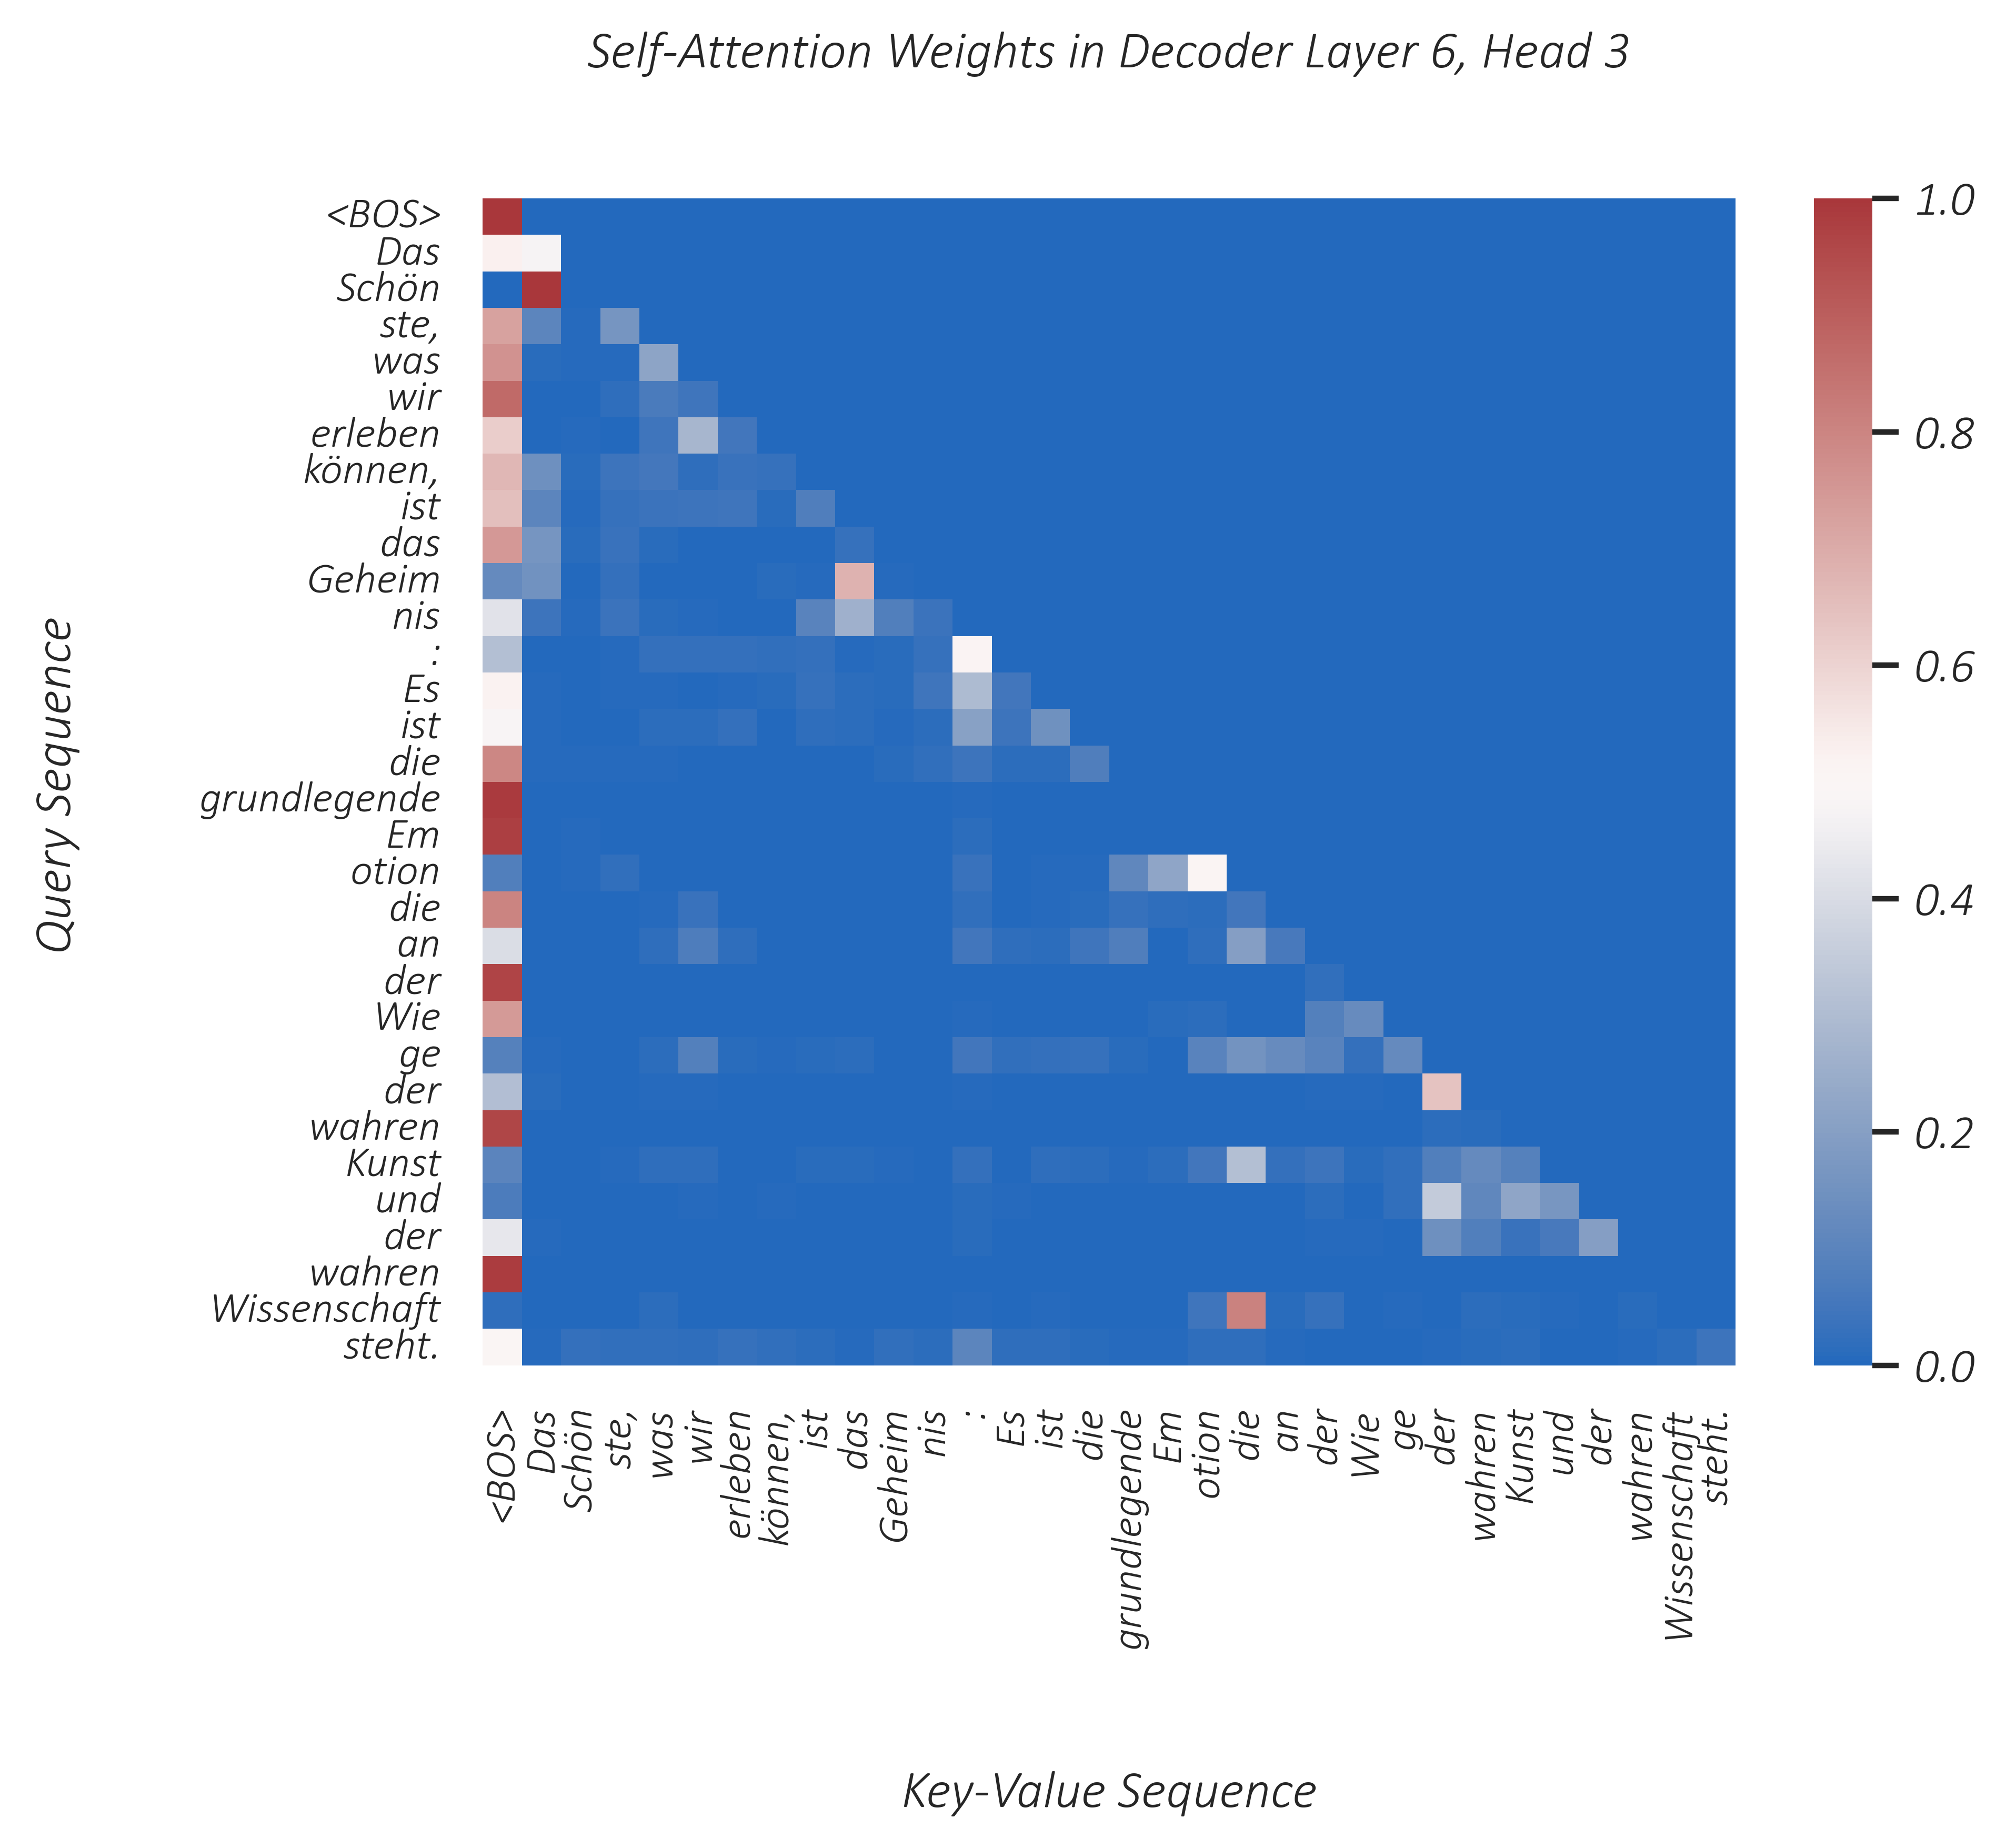 Self-Attention Weights in Decoder Layer 6, Head 3
Query Sequence
<BOS>
Das
Schön
ste,
was
wir
erleben
können,
ist
das
Geheim
nis
:
Es
ist
die
grundlegende
Em
otion
die
an
der
Wie
ge
der
wahren
Kunst
und
der
wahren
Wissenschaft
steht.
1.0
0.8
0.6
0.4
0.2
0.0
<BOS>
Das
Schön
ste,
was
wir
erleben
können,
ist
das
Geheim
nis
:
Es
ist
die
grundlegende
Em
otion
die
an
der
Wie
ge
der
wahren
Kunst
und
der
wahren
Wissenschaft
steht.
Key-Value Sequence